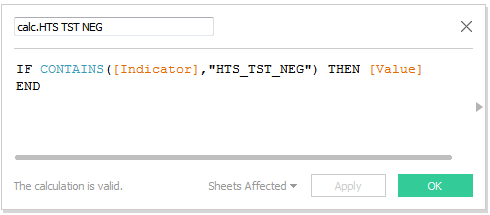 calc.HTS TST NEG
IF CONTAINS([Indicator],"HTS_TST_NEG") THEN [Value]
END
The calculation is valid.
Sheets Affected
Apply
OK